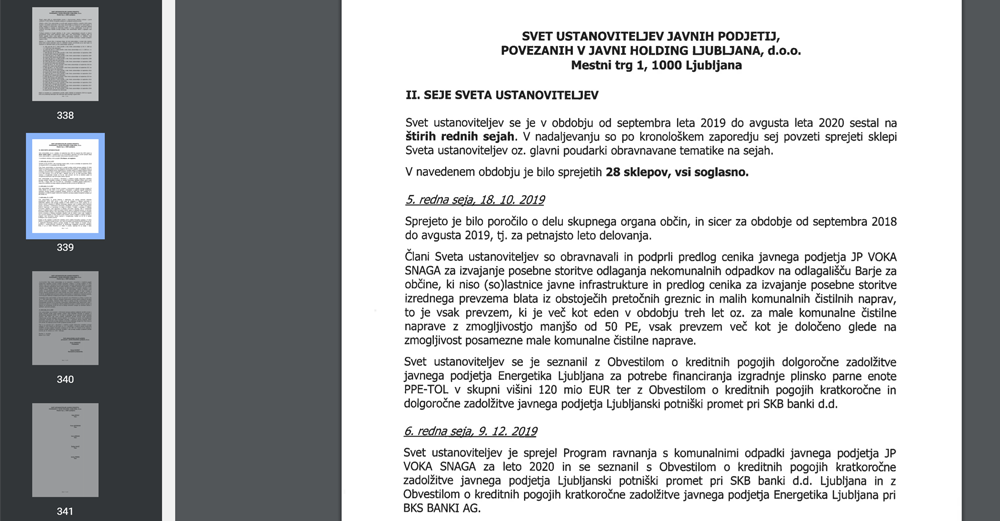 SVET USTANOVITELJEV JAVNIH PODJETIJ,
POVEZANIH V JAVNI HOLDING LJUBLJANA, d.o.o.
Mestni trg 1, 1000 Ljubljana
II. SEJE SVETA USTANOVITELJEV
Svet ustanoviteljev se je v obdobju od septembra leta 2019 do avgusta leta 2020 sestal na
štirih rednih sejah. V nadaljevanju so po kronološkem zaporedju sej povzeti sprejeti sklepi
Sveta ustanoviteljev oz. glavni poudarki obravnavane tematike na sejah.
V navedenem obdobju je bilo sprejetih 28 sklepov, vsi soglasno.
5. redna seja, 18. 10. 2019
Sprejeto je bilo poročilo o delu skupnega organa občin, in sicer za obdobje od septembra 2018
do avgusta 2019, tj. za petnajsto leto delovanja.
Člani Sveta ustanoviteljev so obravnavali in podprli predlog cenika javnega podjetja JP VOKA
SNAGA za izvajanje posebne storitve odlaganja nekomunalnih odpadkov na odlagališču Barje za
občine, ki niso (so)lastnice javne infrastrukture in predlog cenika za izvajanje posebne storitve
izrednega prevzema blata iz obstoječih pretočnih greznic in malih komunalnih čistilnih naprav,
to je vsak prevzem, ki je več kot eden v obdobju treh let oz. za male komunalne čistilne
naprave z zmogljivostjo manjšo od 50 PE, vsak prevzem več kot je določeno glede na
zmogljivost posamezne male komunalne čistilne naprave.
Svet ustanoviteljev se je seznanil z Obvestilom o kreditnih pogojih dolgoročne zadolžitve
javnega podjetja Energetika Ljubljana za potrebe financiranja izgradnje plinsko parne enote
PPE-TOL v skupni višini 120 mio EUR ter z Obvestilom o kreditnih pogojih kratkoročne in
dolgoročne zadolžitve javnega podjetja Ljubljanski potniški promet pri SKB banki d.d.
6. redna seja, 9. 12. 2019
Svet ustanoviteljev je sprejel Program ravnanja s komunalnimi odpadki javnega podjetja JP
VOKA SNAGA za leto 2020 in se seznanil s Obvestilom o kreditnih pogojih kratkoročne
zadolžitve javnega podjetja Ljubljanski potniški promet pri SKB banki d.d. Ljubljana in z
Obvestilom o kreditnih pogojih kratkoročne zadolžitve javnega podjetja Energetika Ljubljana pri
BKS BANKI AG.
338
339
340
341